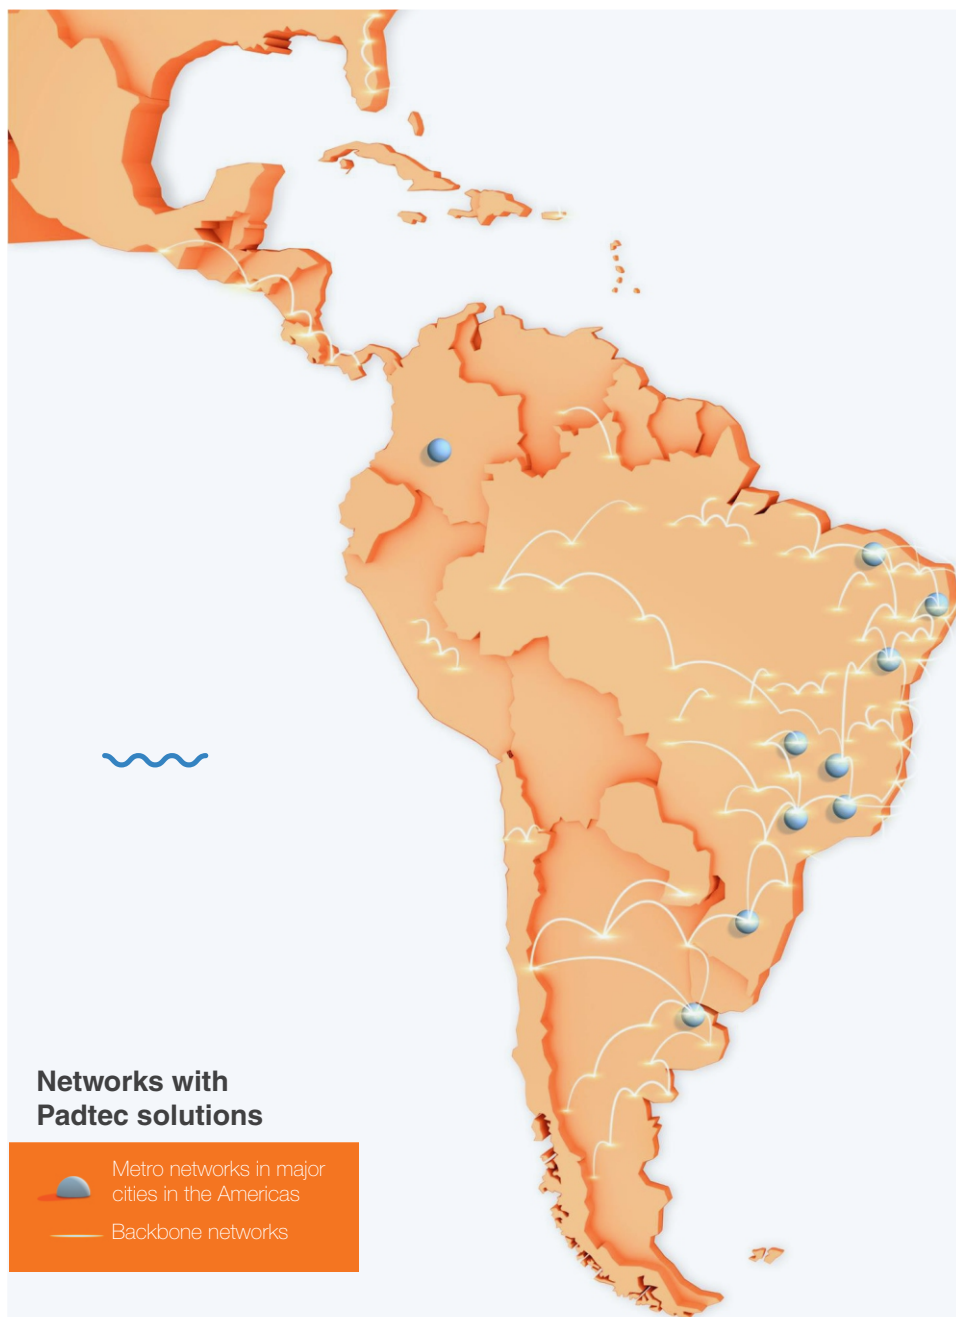 Networks with
Padtec solutions
Metro networks in major
cities in the Americas
Backbone networks